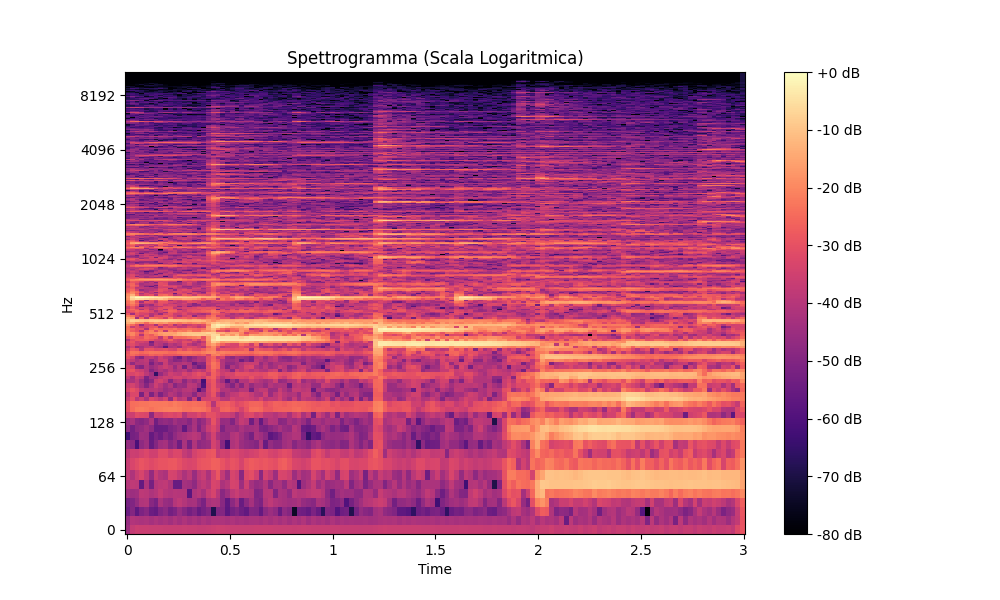 Spettrogramma (Scala Logaritmica)
8192
4096
2048
1024
512
256
128
64
0
Hz
0
0.5
1
1.5
2
2.5
3
Time
+0 dB
-10 dB
-20 dB
-30 dB
-40 dB
-50 dB
-60 dB
-70 dB
-80 dB